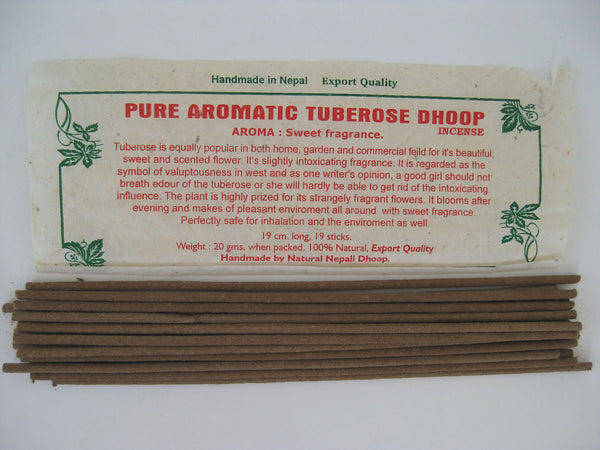 Handmade in Nepal Export Quality
PURE AROMATIC TUBEROSE DHOOP
AROMA : Sweet fragrance. INCENSE
Tuberose is equally popular in both home, garden and commercial feild for it's beautiful,
sweet and scented flower. It's slightly intoxicating fragrance. It is regarded as the
symbol of valuptousness in west and as one writer's opinion, a good girl should not
breath edour of the tuberose or she will hardly be able to get rid of the intoxicating
influence. The plant is highly prized for its strangely fragrant flowers. It blooms after
evening and makes of pleasant enviroment all around with sweet fragrance.
Perfectly safe for inhalation and the enviroment as well.
19 cm. long, 19 sticks.
Weight : 20 gms. when packed. 100% Natural, Export Quality
Handmade by Natural Nepali Dhoop.